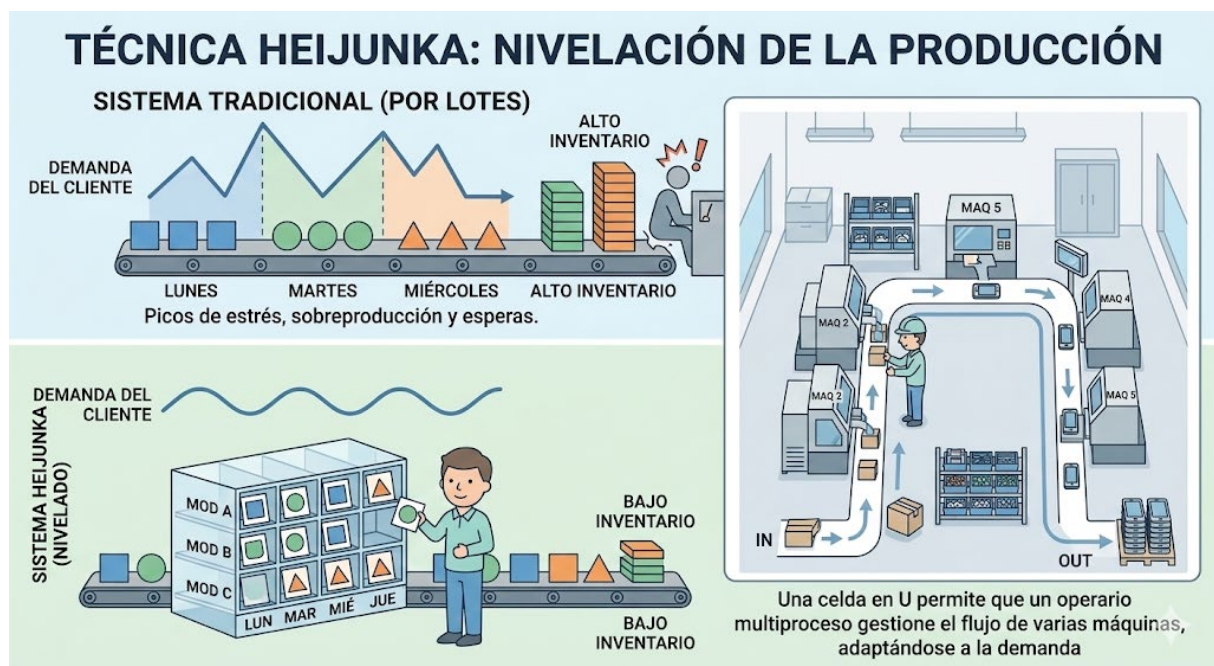 TÉCNICA HEIJUNKA: NIVELACIÓN DE LA PRODUCCIÓN
SISTEMA TRADICIONAL (POR LOTES)
DEMANDA
DEL CLIENTE
ALTO
INVENTARIO
LUNES
MARTES
MIÉRCOLES
ALTO INVENTARIO
Picos de estrés, sobreproducción y esperas.
SISTEMA HEIJUNKA
(NIVELADO)
DEMANDA DEL
CLIENTE
MOD A
MOD B
MOD C
LUN
MAR
MIÉ
JUE
BAJO
INVENTARIO
BAJO
INVENTARIO
MAQ 5
MAQ 2
MAQ 4
MAQ 2
MAQ 5
IN
OUT
Una celda en U permite que un operario
multiproceso gestione el flujo de varias máquinas,
adaptándose a la demanda